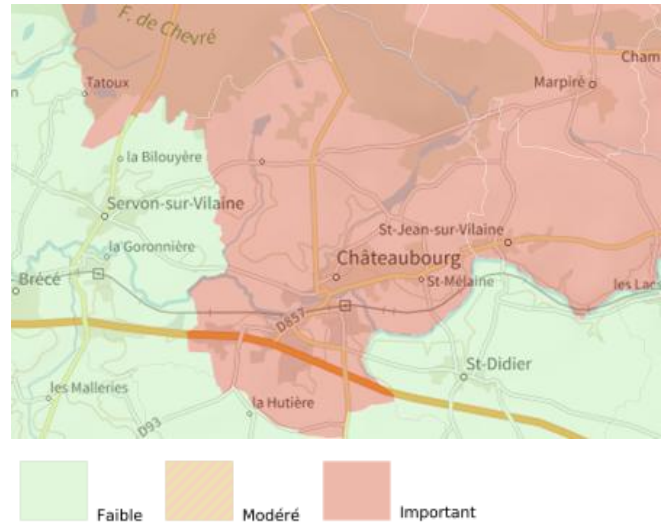 F. de Chevré
Cham
Tatoux
Marpiré
la Bilouyère
Servon-sur-Vilaine
la Goronnière
St-Jean-sur-Vilaine
Châteaubourg
Brécé
St-Mélaine
les Lacs
D857
St-Didier
les Malleries
la Hutière
D93
Faible
Modéré
Important